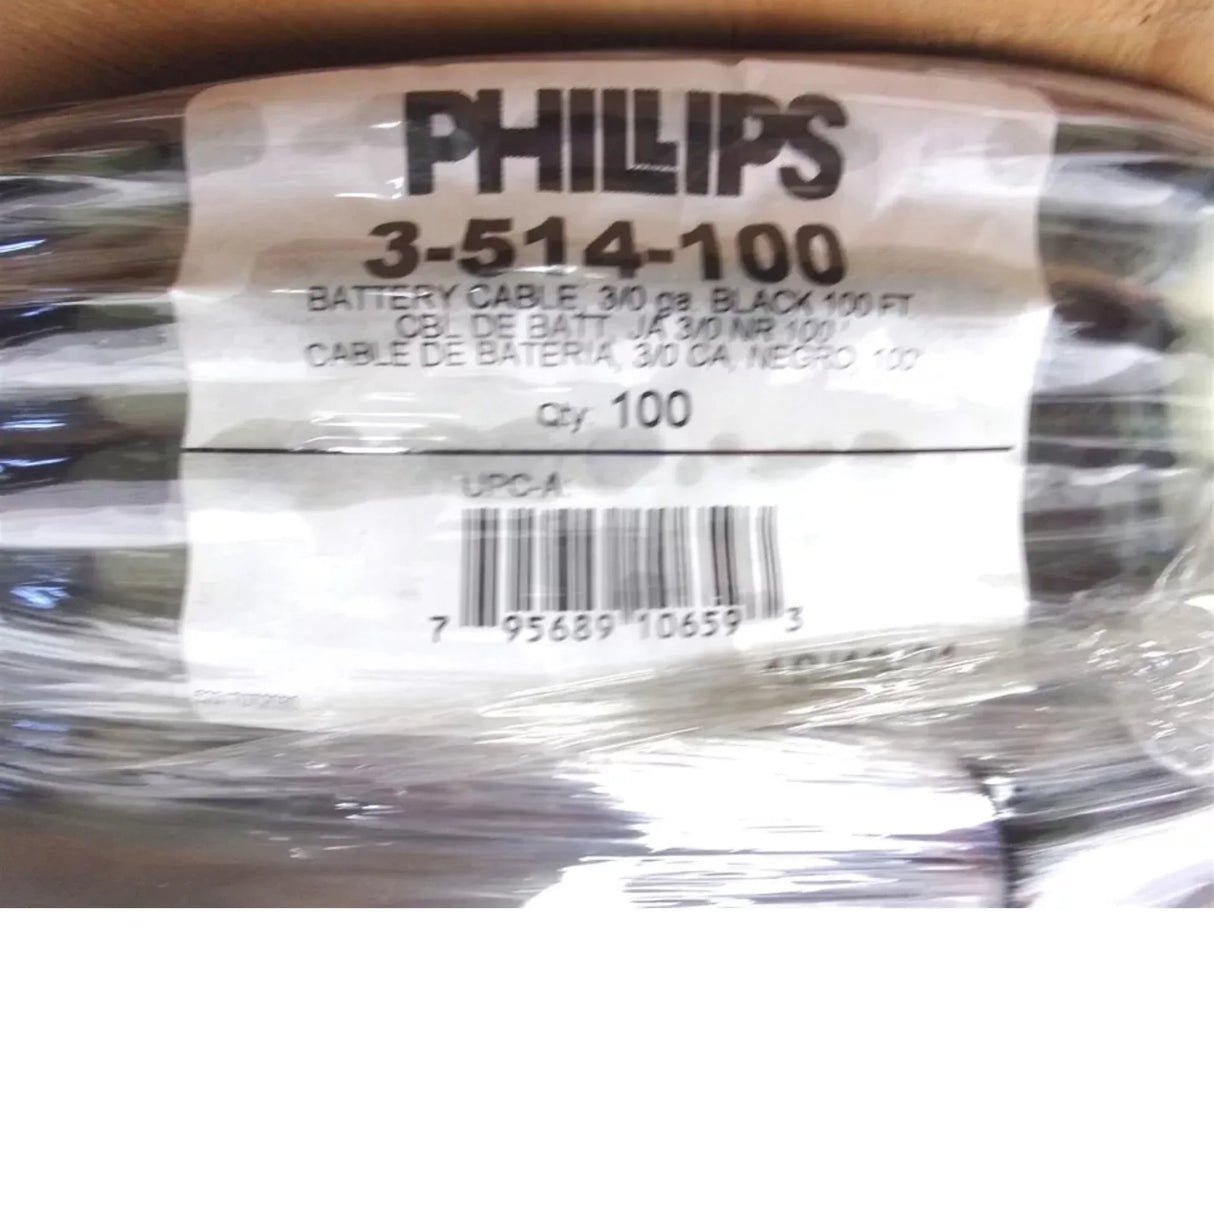 PHILLIPS
3-514-100
BATTERY CABLE, 3/0 ga. BLACK 100 FT.
CBL DE BATT. JA 3/0 NR 100'
CABLE DE BATERIA, 3/0 CA, NEGRO, 100'
Qty: 100
UPC-A:
7 95689 10659 3